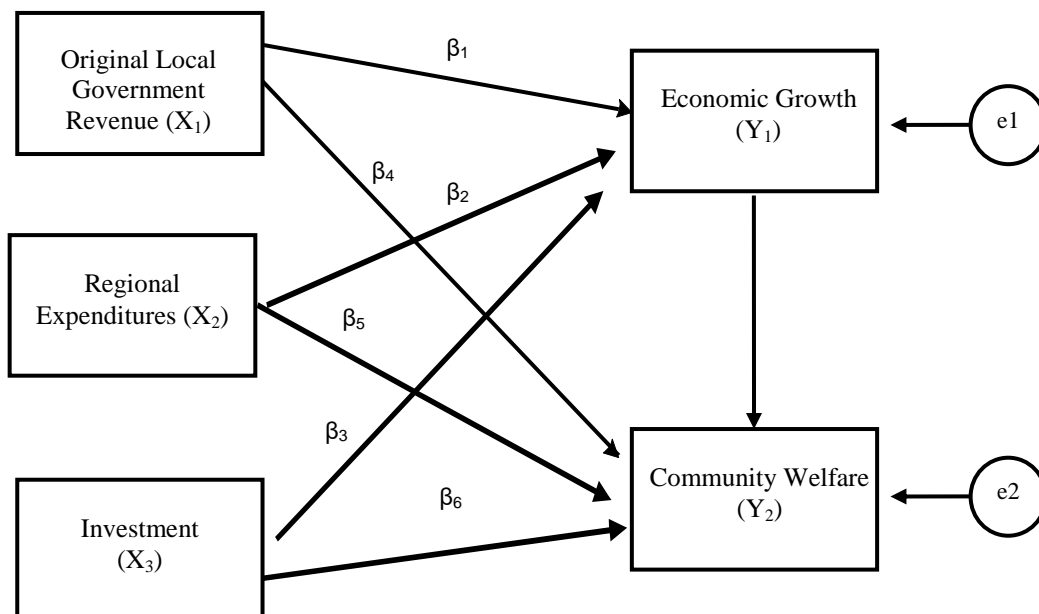 Original Local
Government
Revenue (X₁)
β₁
Economic Growth
(Y₁)
e1
β₄
β₂
Regional
Expenditures (X₂)
β₅
β₃
Community Welfare
(Y₂)
e2
β₆
Investment
(X₃)